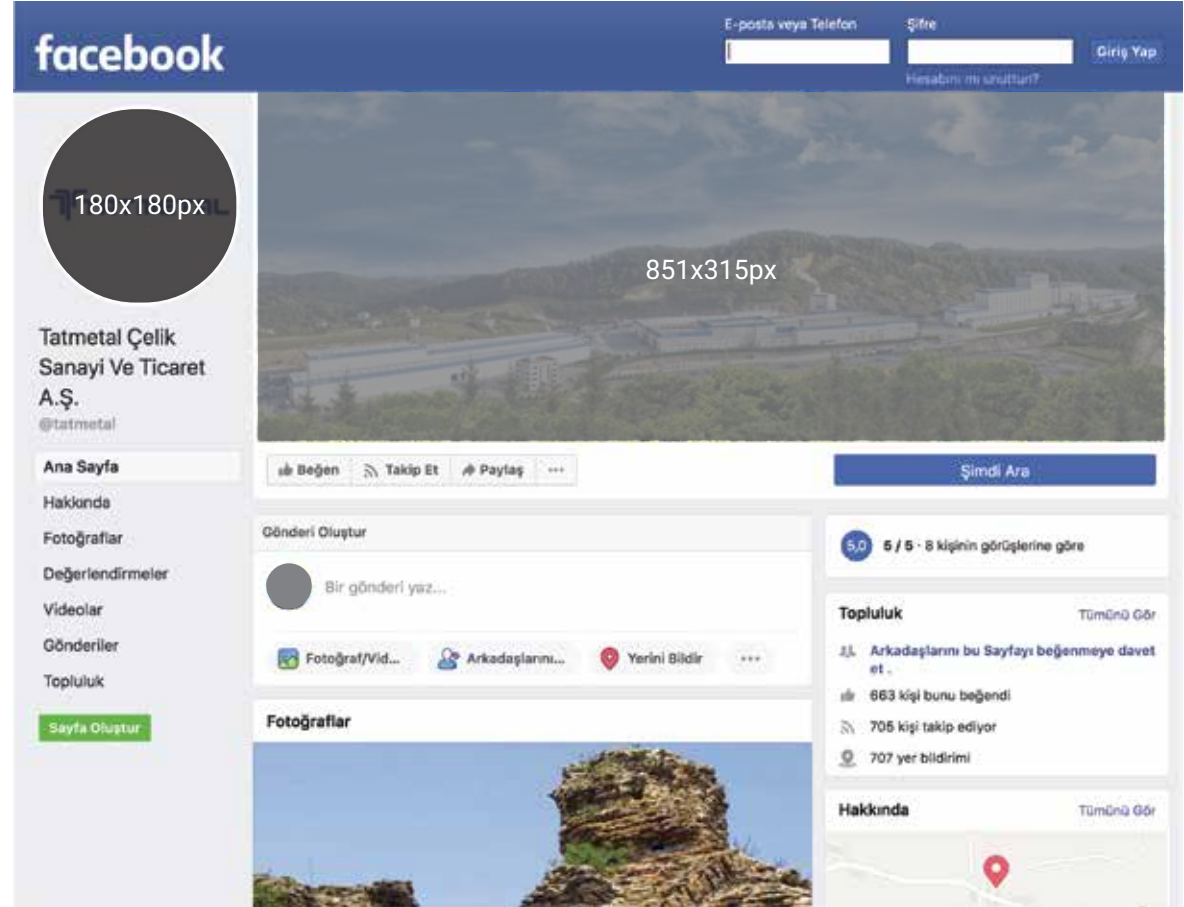 facebook
E-posta veya Telefon
Şifre
Giriş Yap
Hesabını mı unuttun?
180x180px
851x315px
Tatmetal Çelik
Sanayi Ve Ticaret
A.Ş.
@tatmetal
Ana Sayfa
Hakkında
Fotoğraflar
Değerlendirmeler
Videolar
Gönderiler
Topluluk
Sayfa Oluştur
Beğen
Takip Et
Paylaş
Şimdi Ara
Gönderi Oluştur
Bir gönderi yaz...
Fotoğraf/Vid...
Arkadaşlarını...
Yerini Bildir
Fotoğraflar
5,0
5 / 5 · 8 kişinin görüşlerine göre
Topluluk
Tümünü Gör
Arkadaşlarını bu Sayfayı beğenmeye davet
et .
663 kişi bunu beğendi
705 kişi takip ediyor
707 yer bildirimi
Hakkında
Tümünü Gör